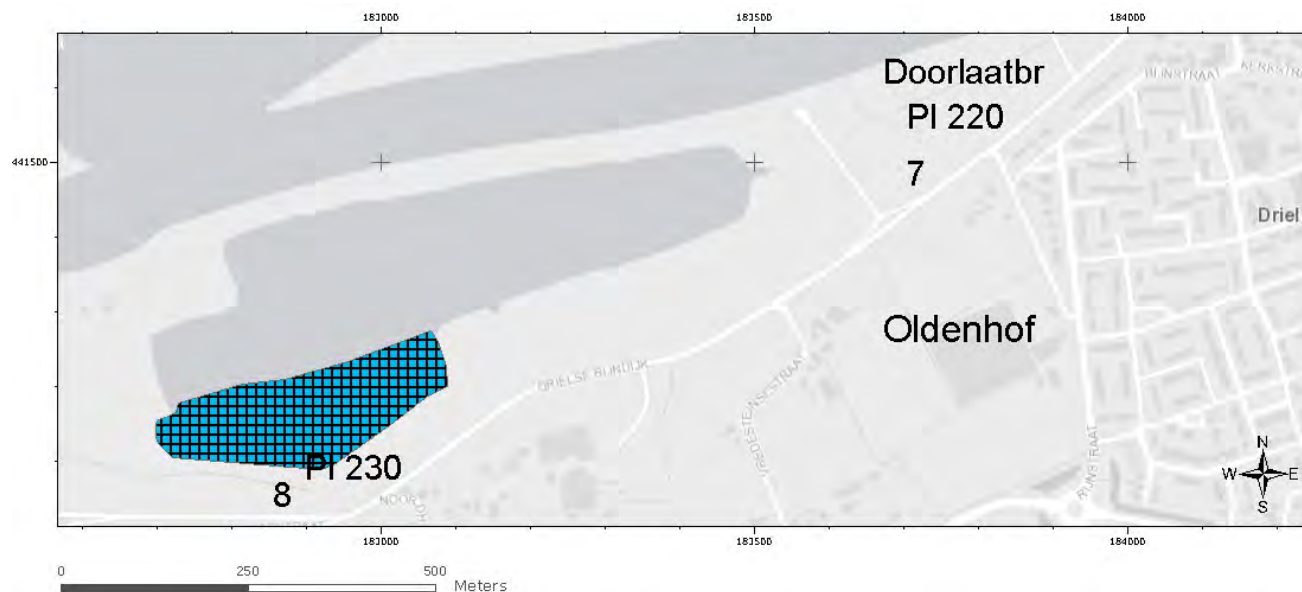 183000
183500
184000
Doorlaatbr
Pl 220
7
RIJNSTRAAT
441500
Driel
Oldenhof
DRIELSE RIJNDIJK
VREDESTEINSESTRAAT
Pl 230
8
RIJNSTRAAT
N
W E
S
183000
183500
184000
0 250 500 Meters